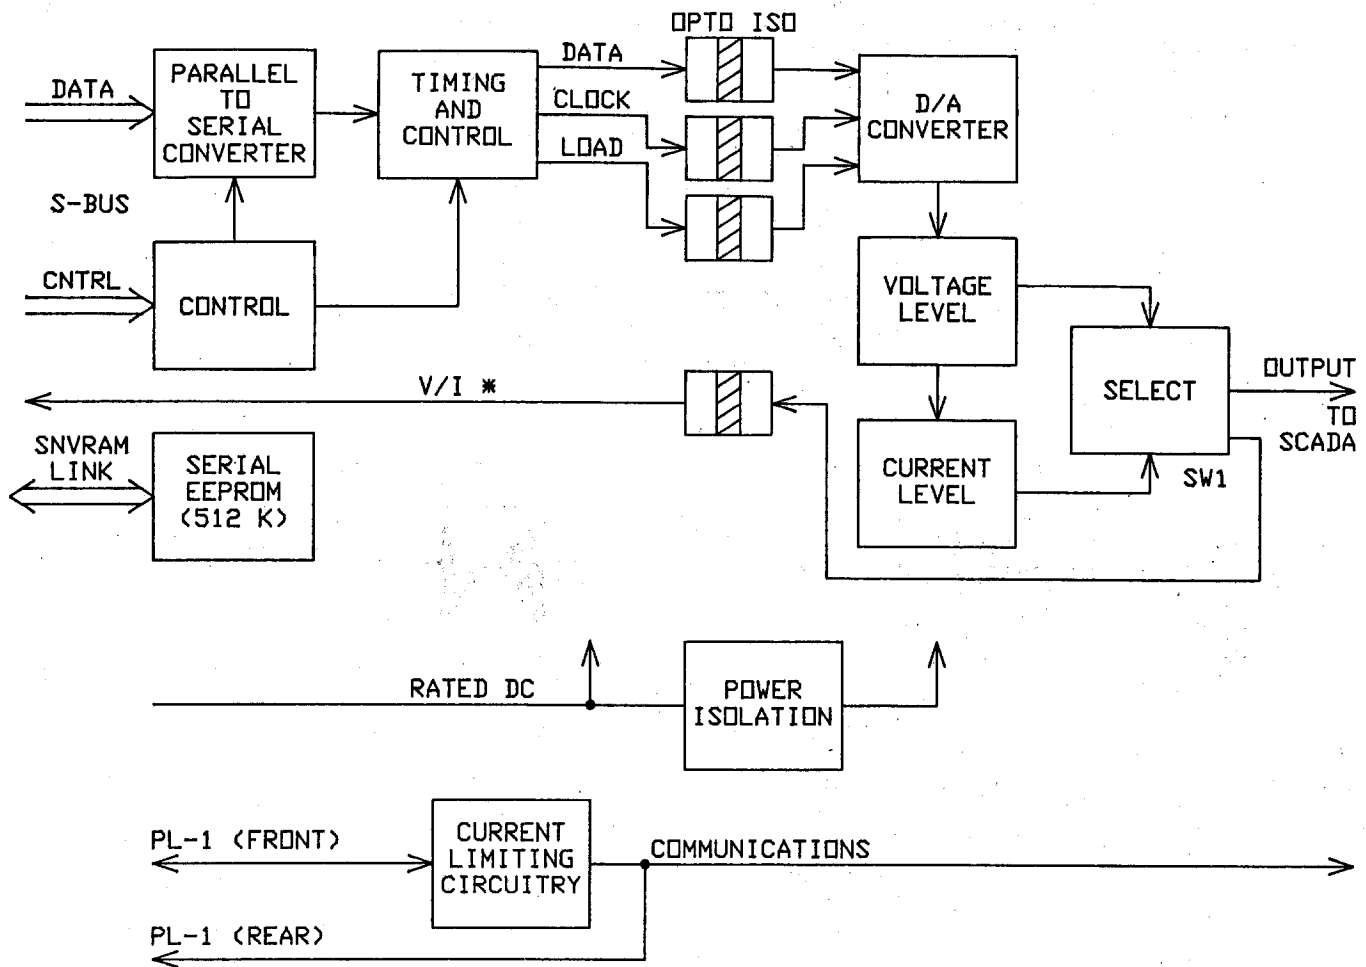 OPTO ISO
DATA
PARALLEL
TO
SERIAL
CONVERTER
TIMING
AND
CONTROL
DATA
CLOCK
LOAD
D/A
CONVERTER
S-BUS
CNTRL
CONTROL
VOLTAGE
LEVEL
V/I *
SELECT
OUTPUT
TO
SCADA
SW1
SNVRAM
LINK
SERIAL
EEPROM
(512 K)
CURRENT
LEVEL
RATED DC
POWER
ISOLATION
PL-1 (FRONT)
CURRENT
LIMITING
CIRCUITRY
COMMUNICATIONS
PL-1 (REAR)